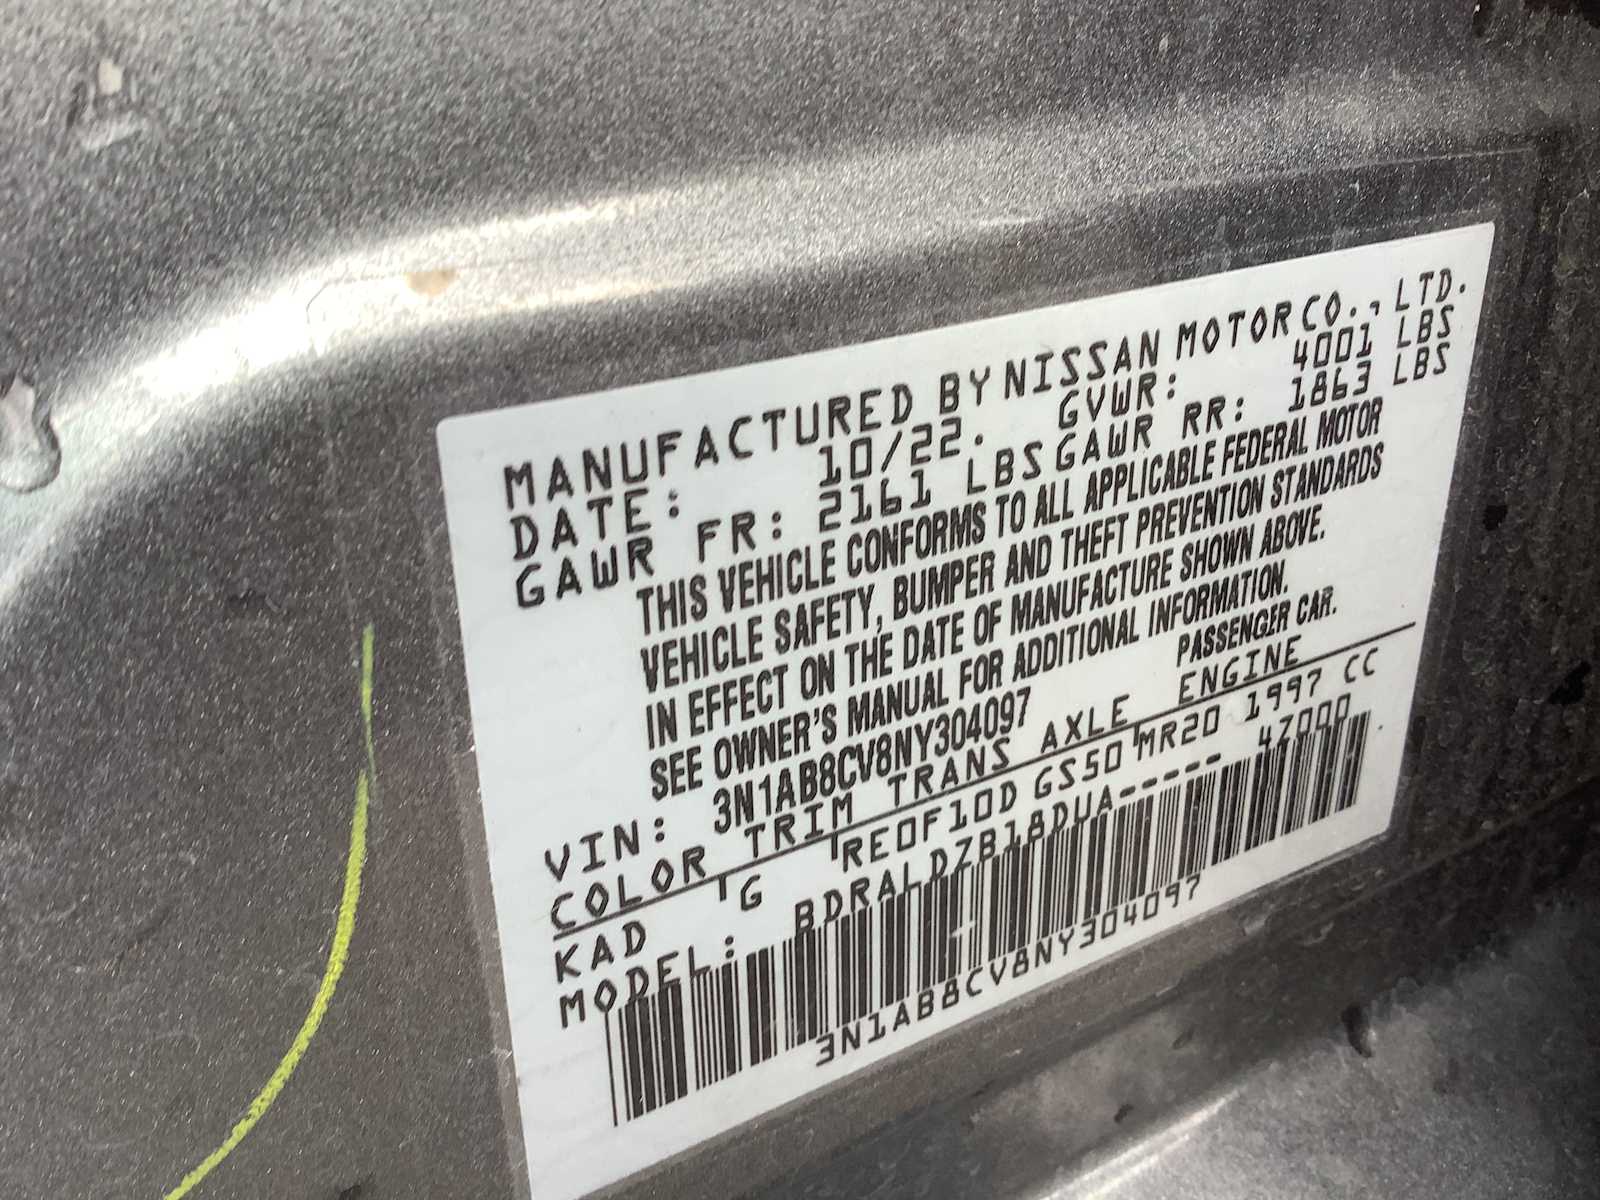 MANUFACTURED BY NISSAN MOTOR CO., LTD.
DATE: 10/22. GVWR: 4001 LBS
GAWR FR: 2161 LBS GAWR RR: 1863 LBS
THIS VEHICLE CONFORMS TO ALL APPLICABLE FEDERAL MOTOR
VEHICLE SAFETY, BUMPER AND THEFT PREVENTION STANDARDS
IN EFFECT ON THE DATE OF MANUFACTURE SHOWN ABOVE.
SEE OWNER'S MANUAL FOR ADDITIONAL INFORMATION.
VIN: 3N1AB8CV8NY304097 PASSENGER CAR.
COLOR TRIM TRANS AXLE ENGINE
KAD G RE0F10D GS50 MR20 1997 CC
MODEL: BDRALDZB18DUA----- 4Z000
3N1AB8CV8NY304097